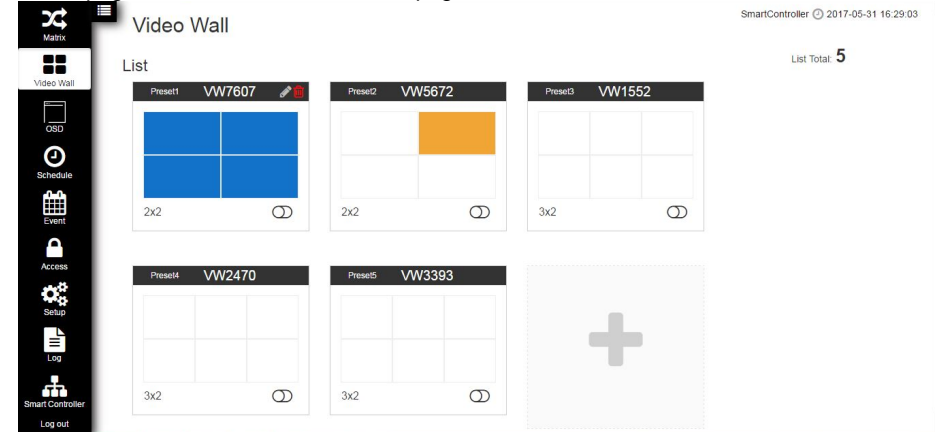 SmartController 2017-05-31 16:29:03
Matrix
Video Wall
OSD
Schedule
Event
Access
Setup
Log
Smart Controller
Log out
Video Wall
List Total: 5
List
Preset1 VW7607
2x2
Preset2 VW5672
2x2
Preset3 VW1552
3x2
Preset4 VW2470
3x2
Preset5 VW3393
3x2